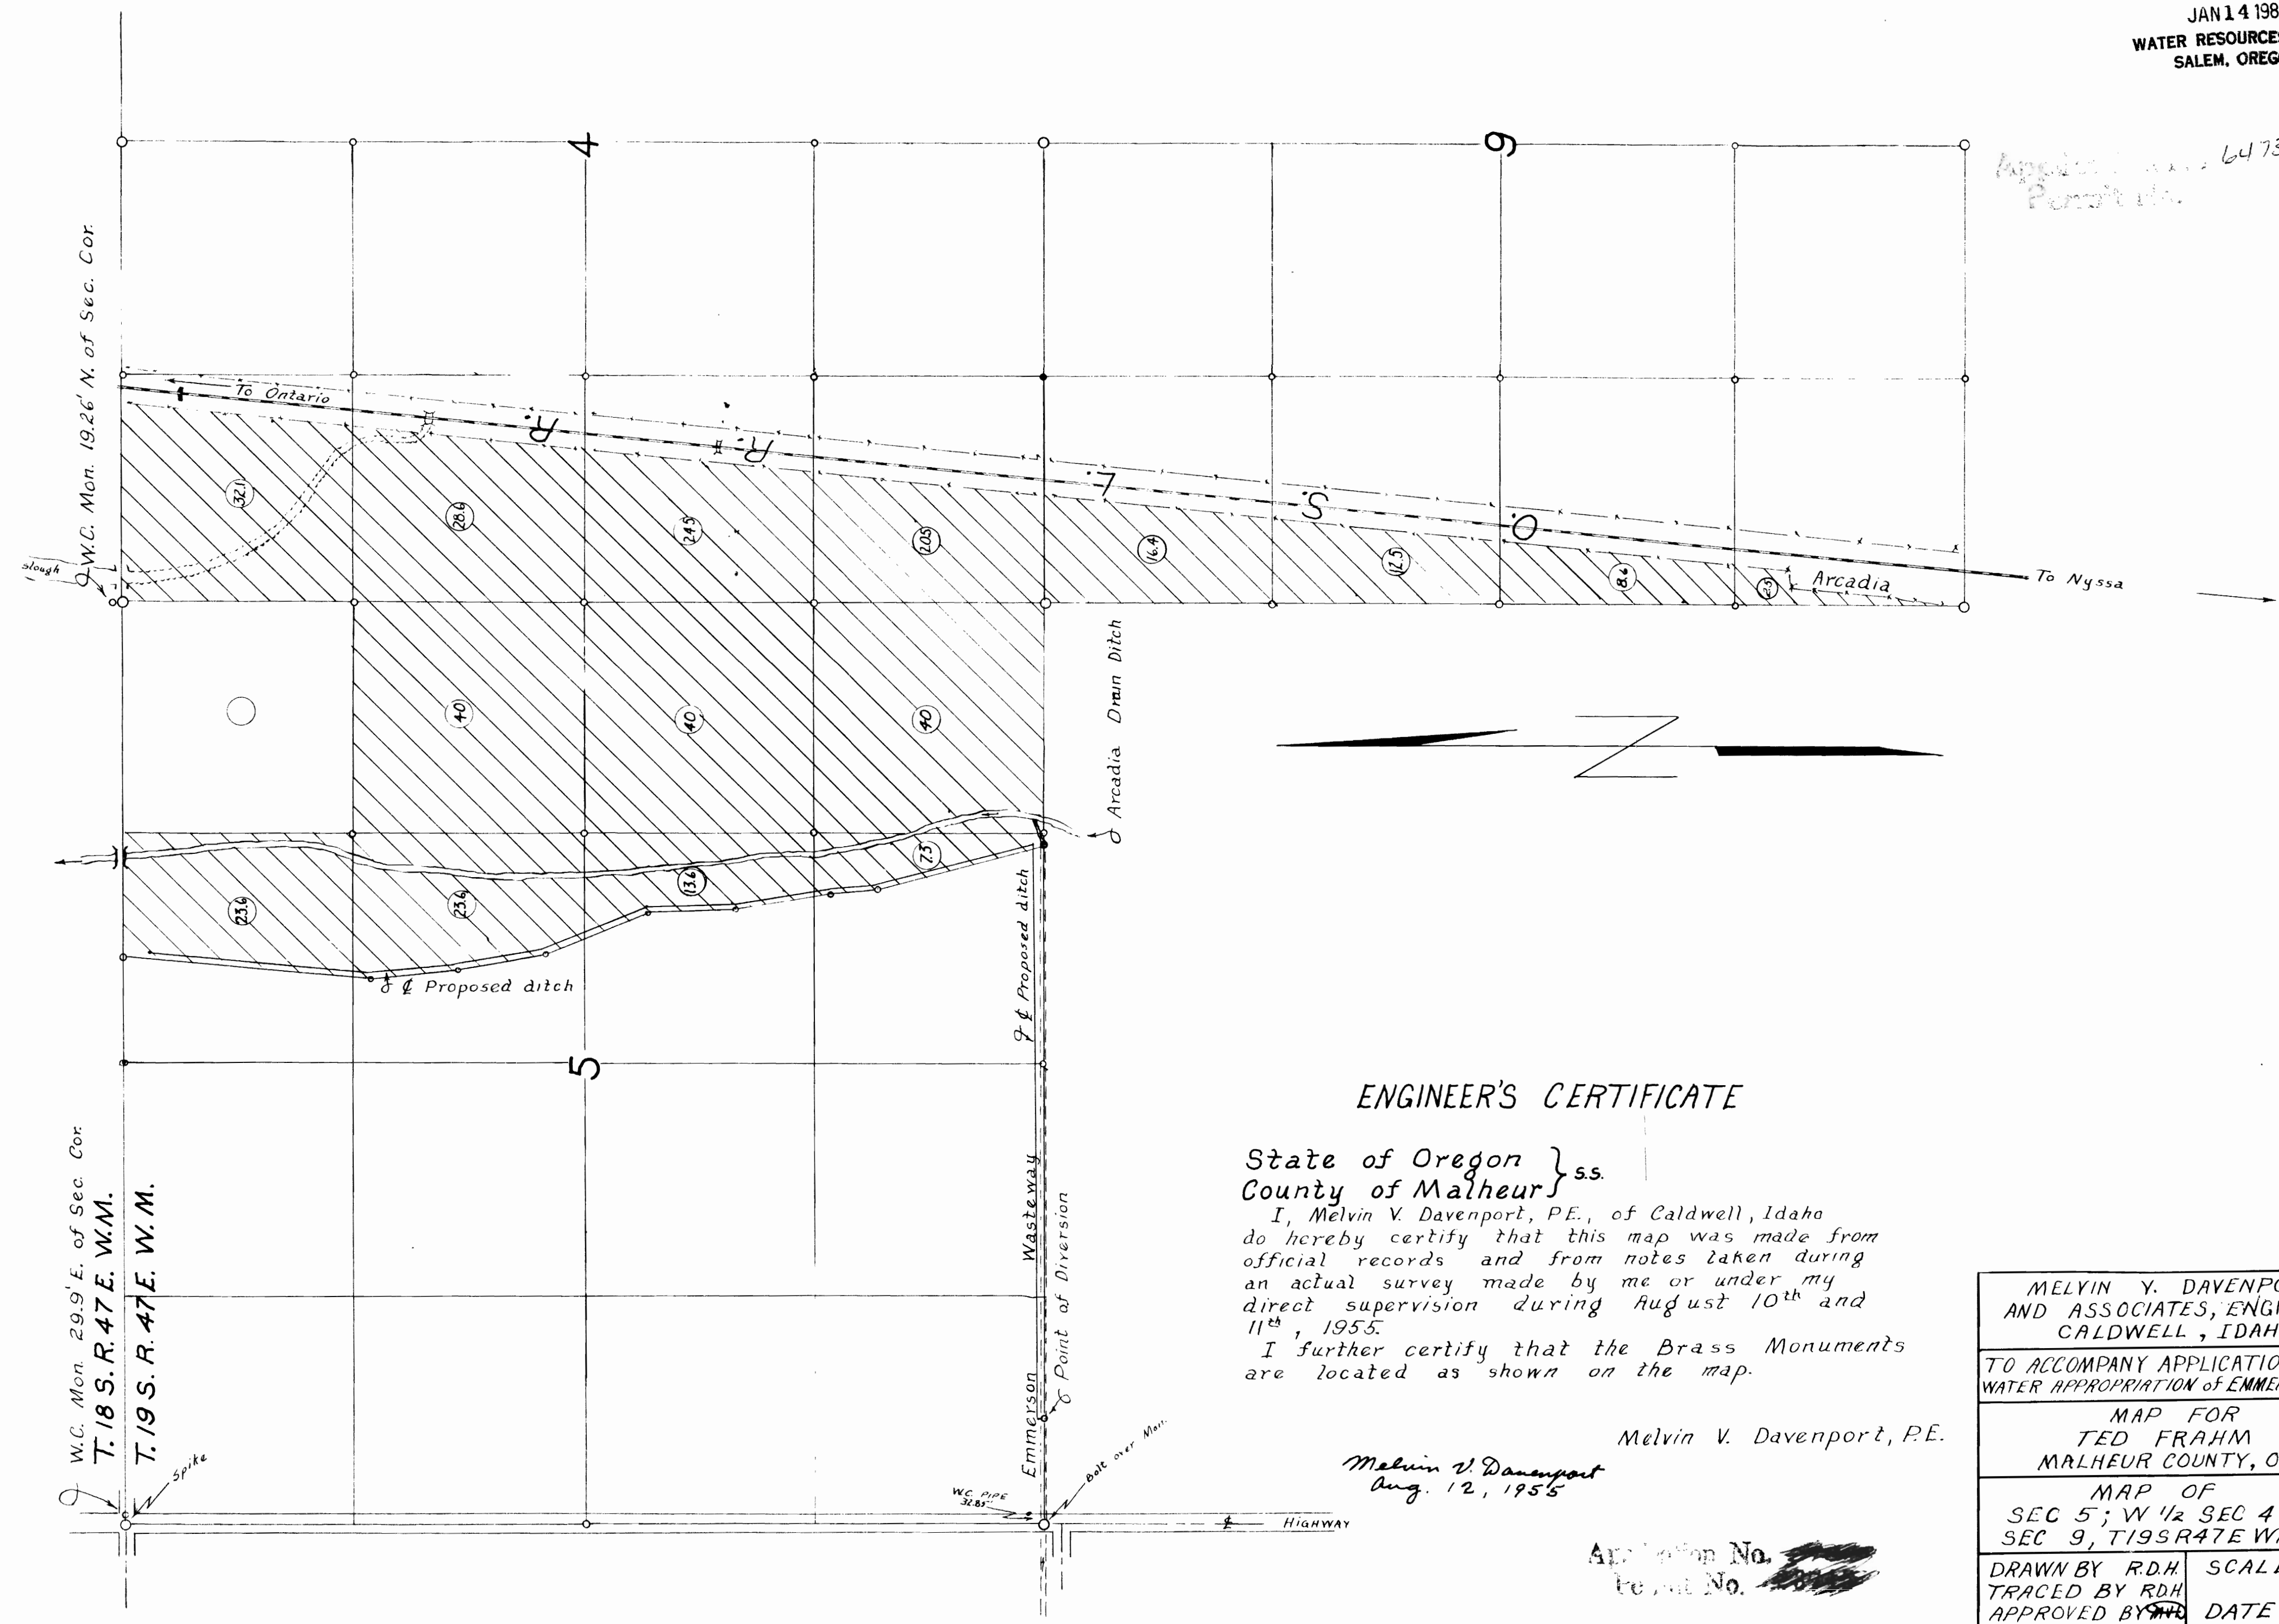 JAN 14 198
WATER RESOURCE
SALEM, OREG
6473
Permit No.
4
9
W.C. Mon. 19.26' N. of Sec. Cor.
To Ontario
R.
R.
L.
S.
O.
32.1
28.6
24.5
20.5
16.4
12.5
8.6
2.5
Arcadia
To Nyssa
Slough
40
40
40
Arcadia Drain Ditch
Z
23.6
23.6
13.6
7.3
℄ Proposed ditch
℄ Proposed ditch
5
W.C. Mon. 29.9' E. of Sec. Cor.
T. 18 S. R. 47 E. W.M.
T. 19 S. R. 47 E. W.M.
Spike
Emmerson Wasteway
Point of Diversion
Bolt over Mon.
W.C. PIPE
32.85'
℄ HIGHWAY
ENGINEER'S CERTIFICATE
State of Oregon } S.S.
County of Malheur
I, Melvin V. Davenport, P.E., of Caldwell, Idaho
do hereby certify that this map was made from
official records and from notes taken during
an actual survey made by me or under my
direct supervision during August 10th and
11th, 1955.
I further certify that the Brass Monuments
are located as shown on the map.
Melvin V. Davenport, P.E.
Melvin V. Davenport
Aug. 12, 1955
Application No.
Permit No.
MELVIN Y. DAVENPO
AND ASSOCIATES, ENGI
CALDWELL, IDAH
TO ACCOMPANY APPLICATIO
WATER APPROPRIATION of EMME
MAP FOR
TED FRAHM
MALHEUR COUNTY, O
MAP OF
SEC 5; W 1/2 SEC 4
SEC 9, T19S R47E W
DRAWN BY R.D.H. SCAL
TRACED BY RDH
APPROVED BY DATE